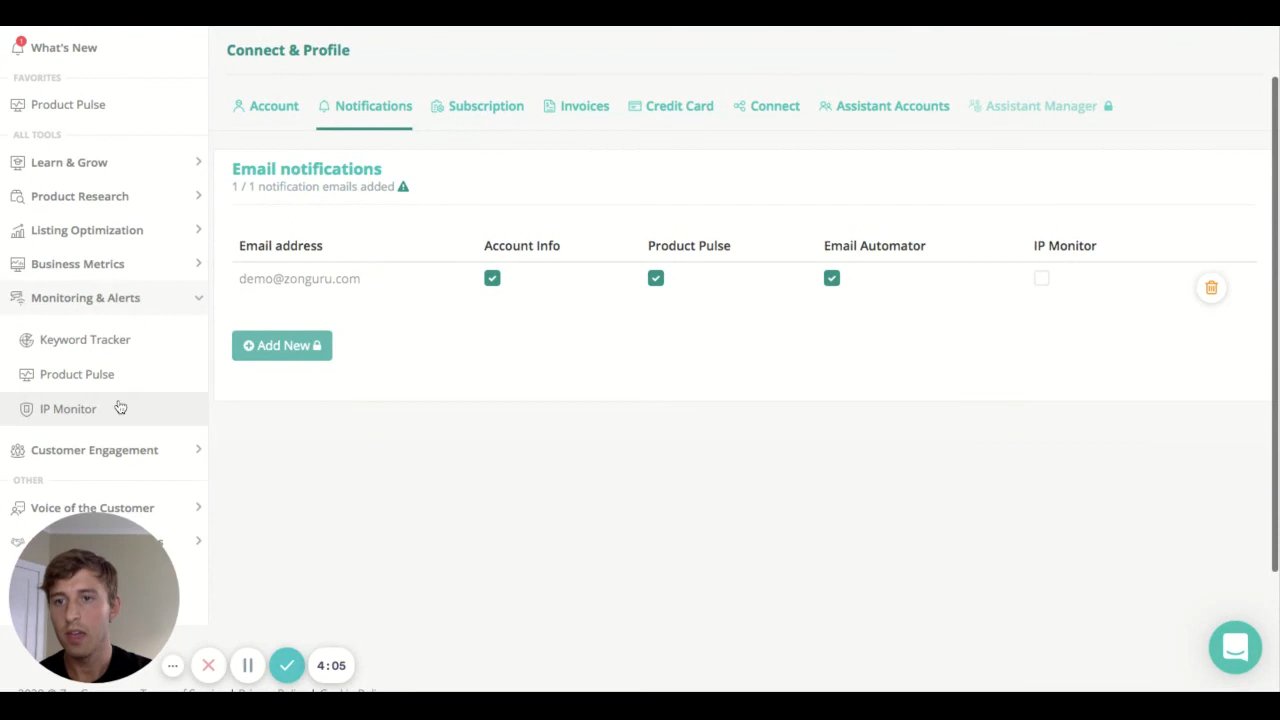 1
What's New
FAVORITES
Product Pulse
ALL TOOLS
Learn & Grow
Product Research
Listing Optimization
Business Metrics
Monitoring & Alerts
Keyword Tracker
Product Pulse
IP Monitor
Customer Engagement
OTHER
Voice of the Customer
Connect & Profile
Account Notifications Subscription Invoices Credit Card Connect Assistant Accounts Assistant Manager
Email notifications
1 / 1 notification emails added
Email address Account Info Product Pulse Email Automator IP Monitor
demo@zonguru.com
Add New
4:05